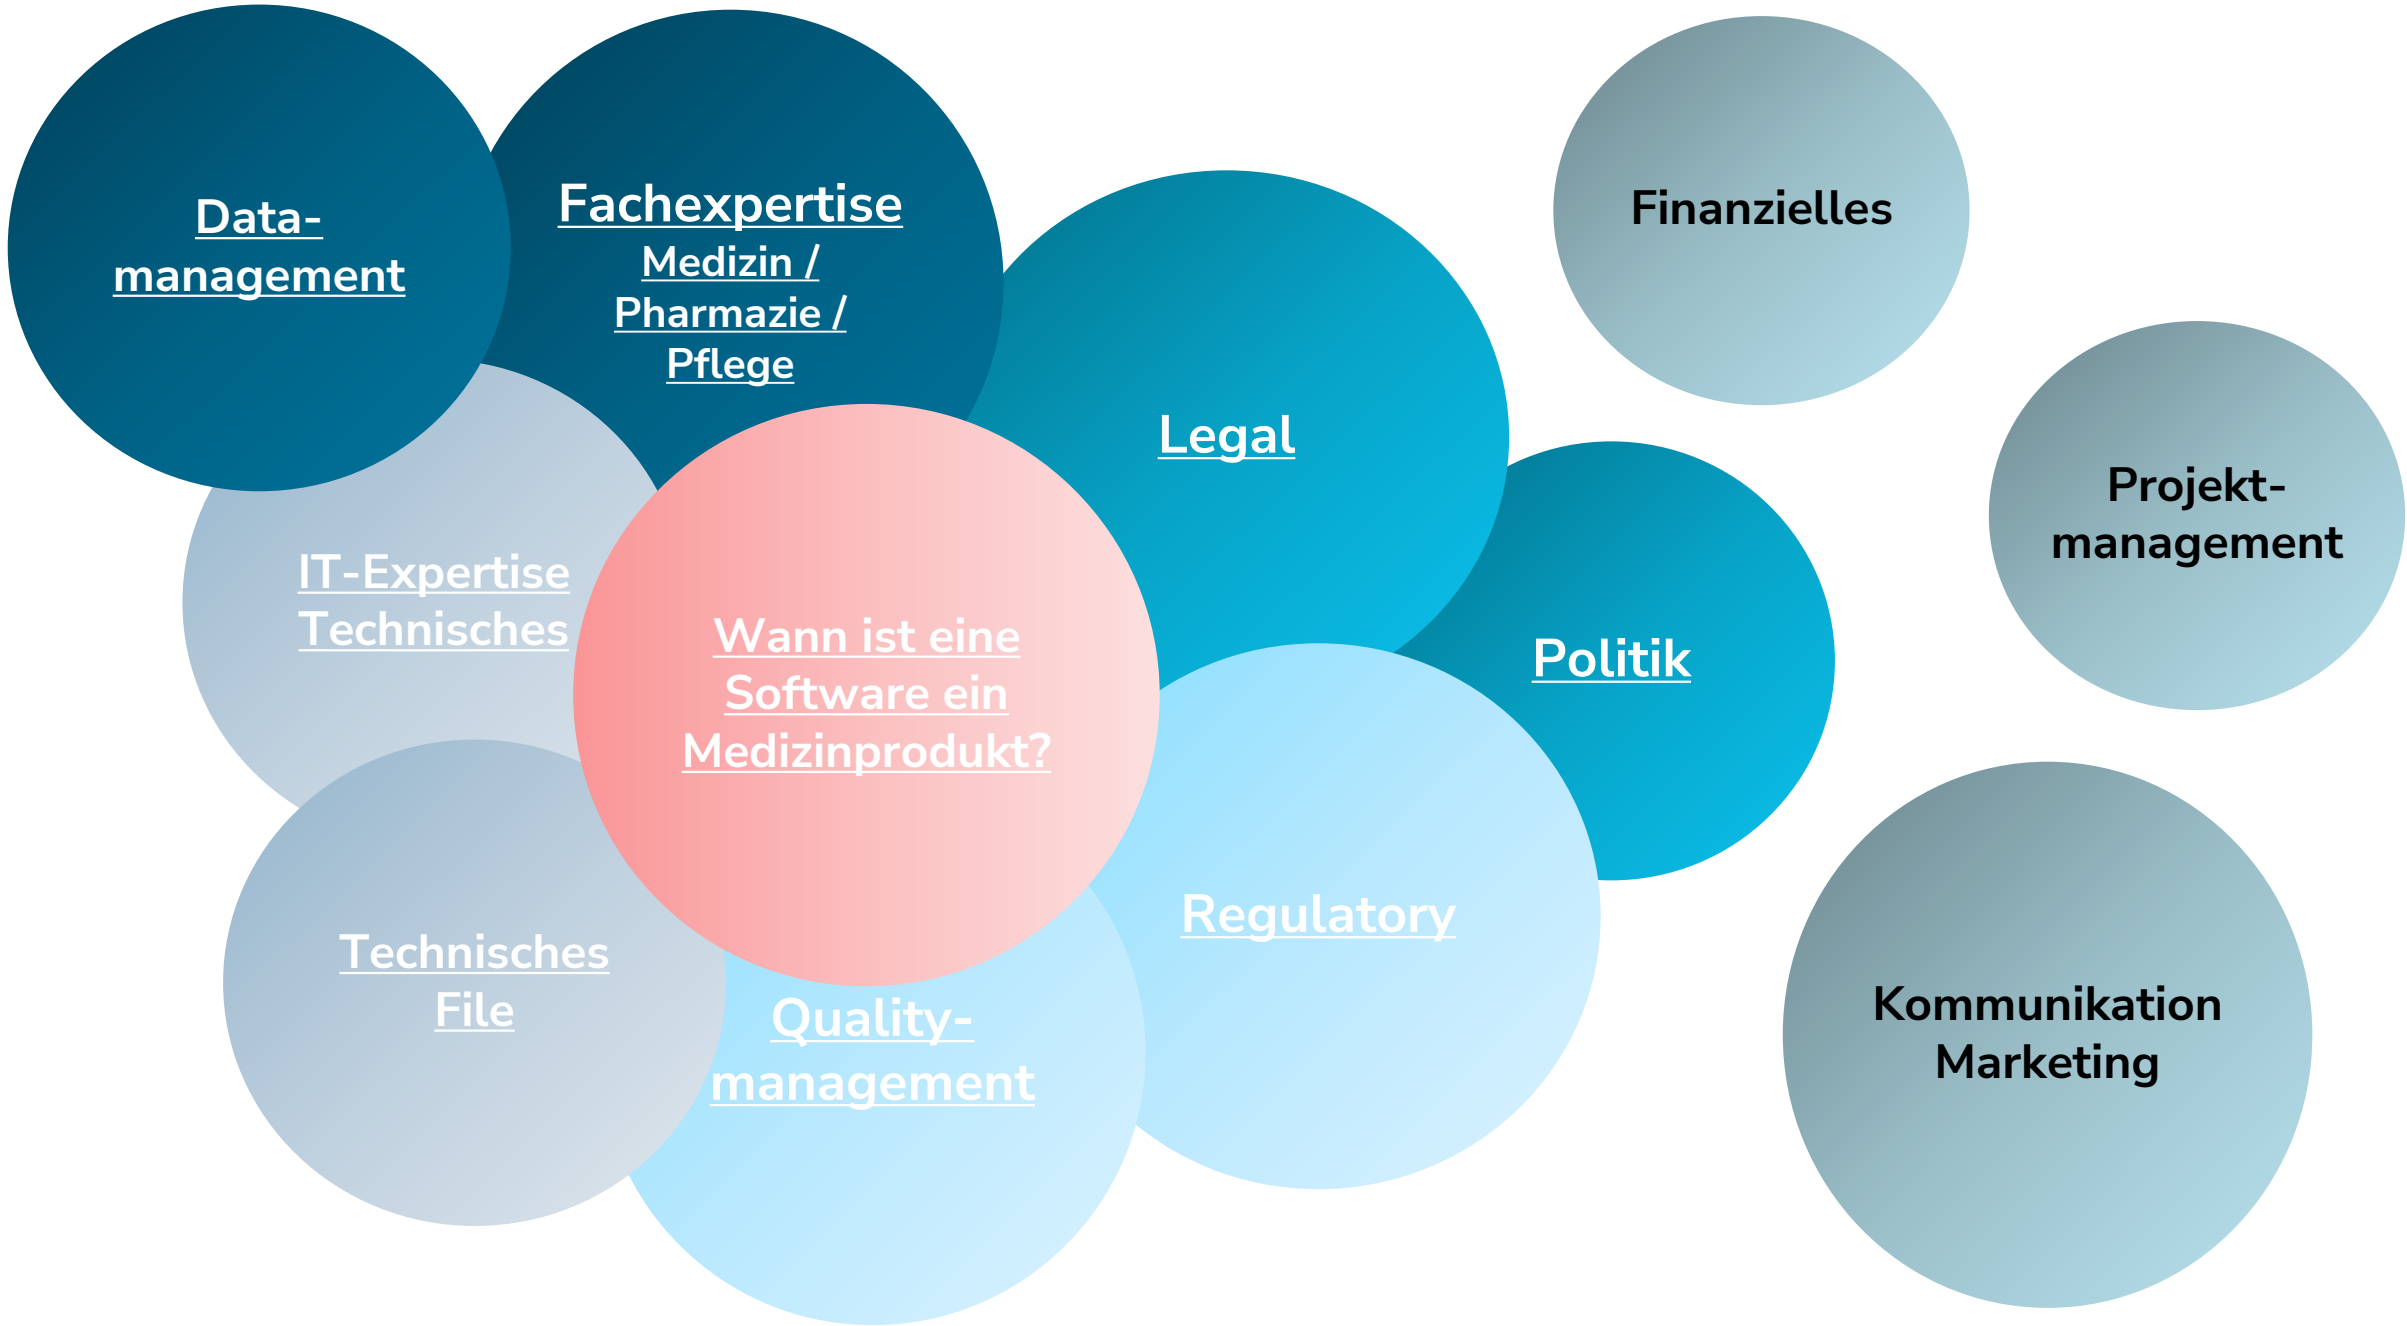 Data-
management
Fachexpertise
Medizin /
Pharmazie /
Pflege
Legal
Finanzielles
Projekt-
management
IT-Expertise
Technisches
Wann ist eine
Software ein
Medizinprodukt?
Politik
Regulatory
Technisches
File
Quality-
management
Kommunikation
Marketing